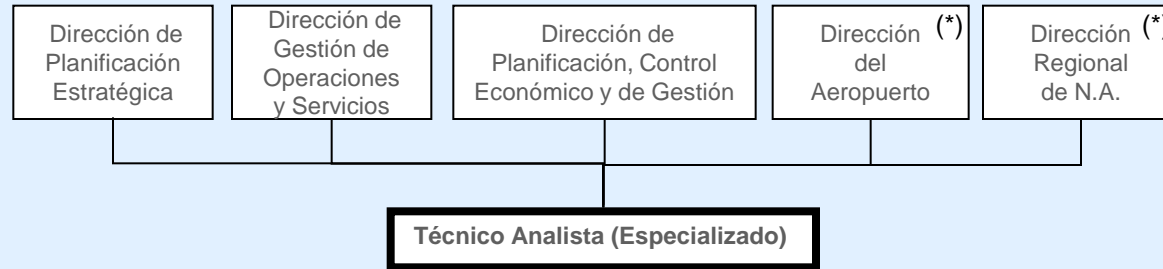 Dirección de
Planificación
Estratégica
Dirección de
Gestión de
Operaciones
y Servicios
Dirección de
Planificación, Control
Económico y de Gestión
Dirección (*)
del
Aeropuerto
Dirección (*)
Regional
de N.A.
Técnico Analista (Especializado)